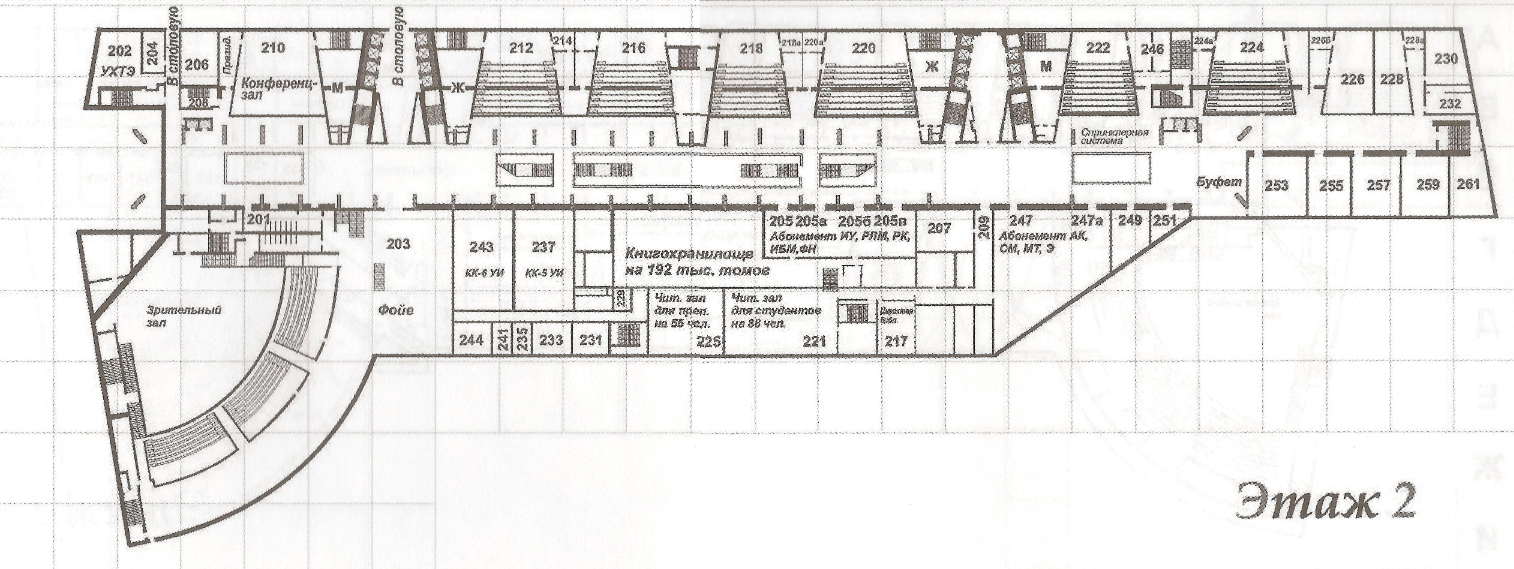 202
УХТЭ
204
В столовую
206
208
Презид.
210
Конференц-
зал
М
В столовую
Ж
212
214
216
218
218а
220а
220
Ж
М
222
246
224а
224
226
228
228а
230
232
Спринклерная
система
Буфет
253
255
257
259
261
201
203
Фойе
Зрительный
зал
243
КК-6 УИ
237
КК-5 УИ
229
244
241
235
233
231
Книгохранилище
на 192 тыс. томов
205 205а 205б 205в
Абонемент ИУ, РЛМ, РК,
ИБМ,ФН
207
209
247
247а
Абонемент АК,
СМ, МТ, Э
249
251
Чит. зал
для преп.
на 55 чел.
225
Чит. зал
для студентов
на 88 чел.
221
217
Этаж 2